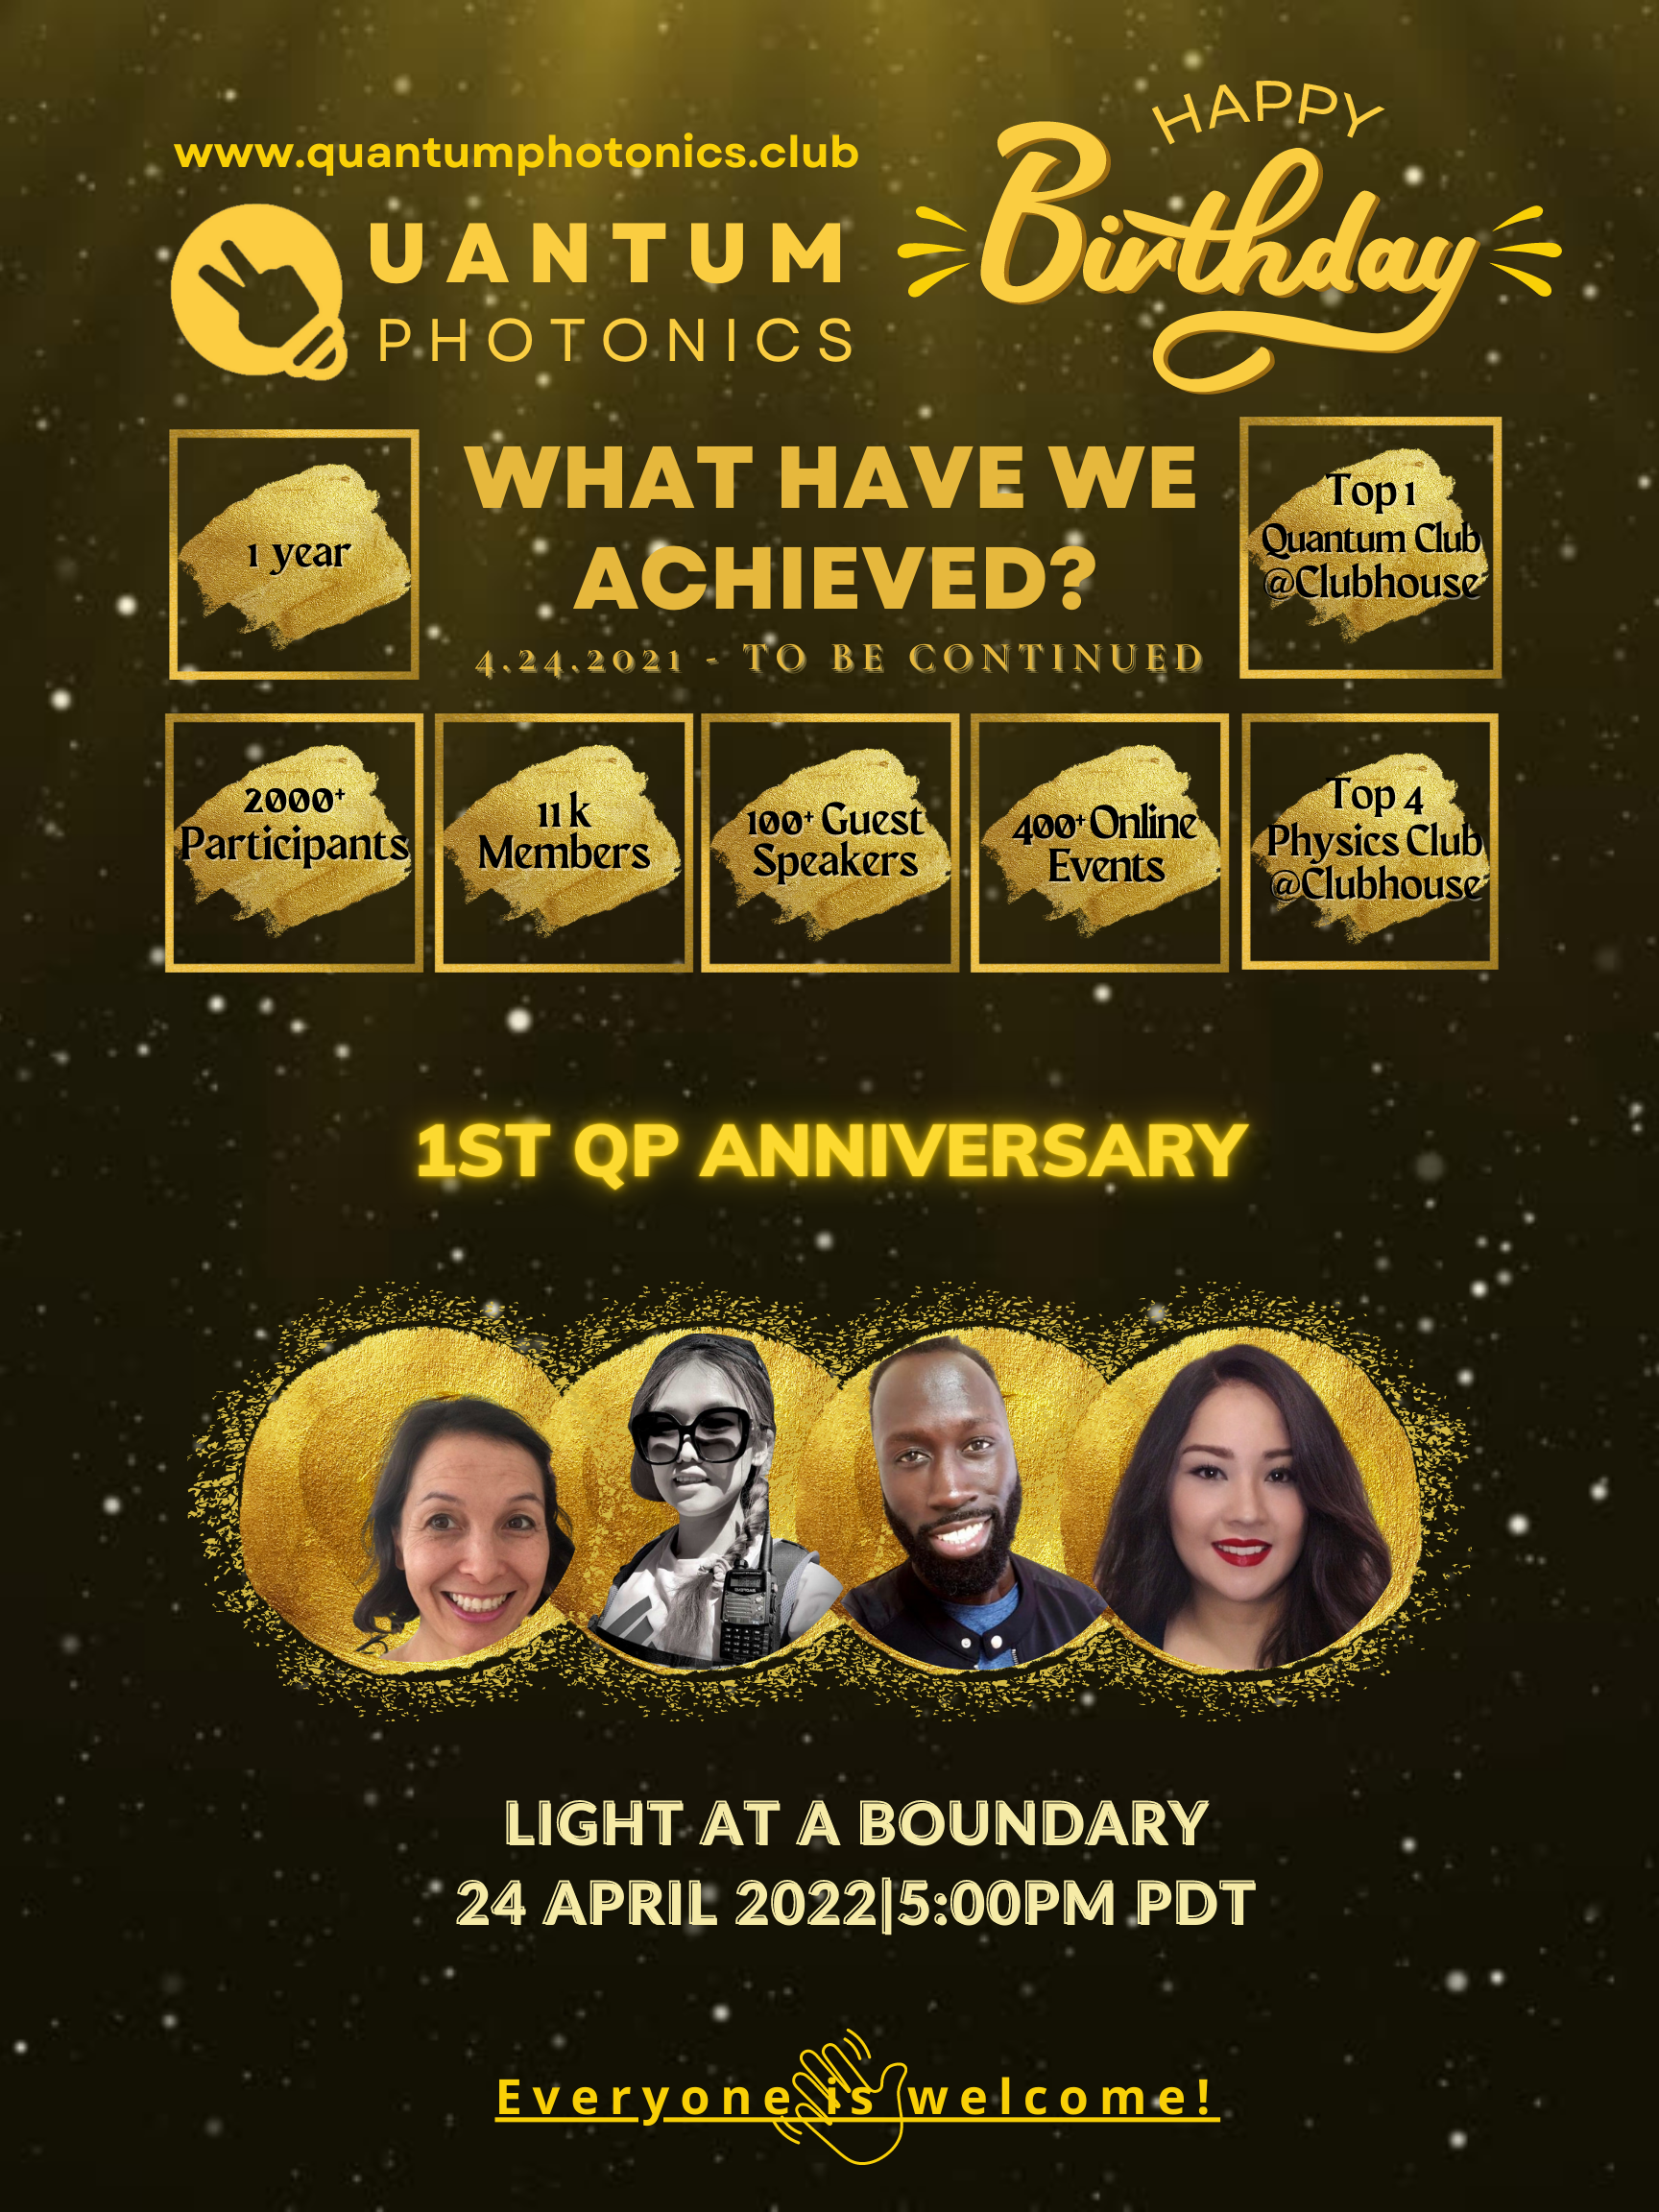 www.quantumphotonics.club
UANTUM
PHOTONICS
HAPPY
Birthday
1 year
WHAT HAVE WE
ACHIEVED?
4.24.2021 - TO BE CONTINUED
Top 1
Quantum Club
@Clubhouse
2000+
Participants
11 k
Members
100+ Guest
Speakers
400+ Online
Events
Top 4
Physics Club
@Clubhouse
1ST QP ANNIVERSARY
BAOFENG
LIGHT AT A BOUNDARY
24 APRIL 2022|5:00PM PDT
Everyone is welcome!